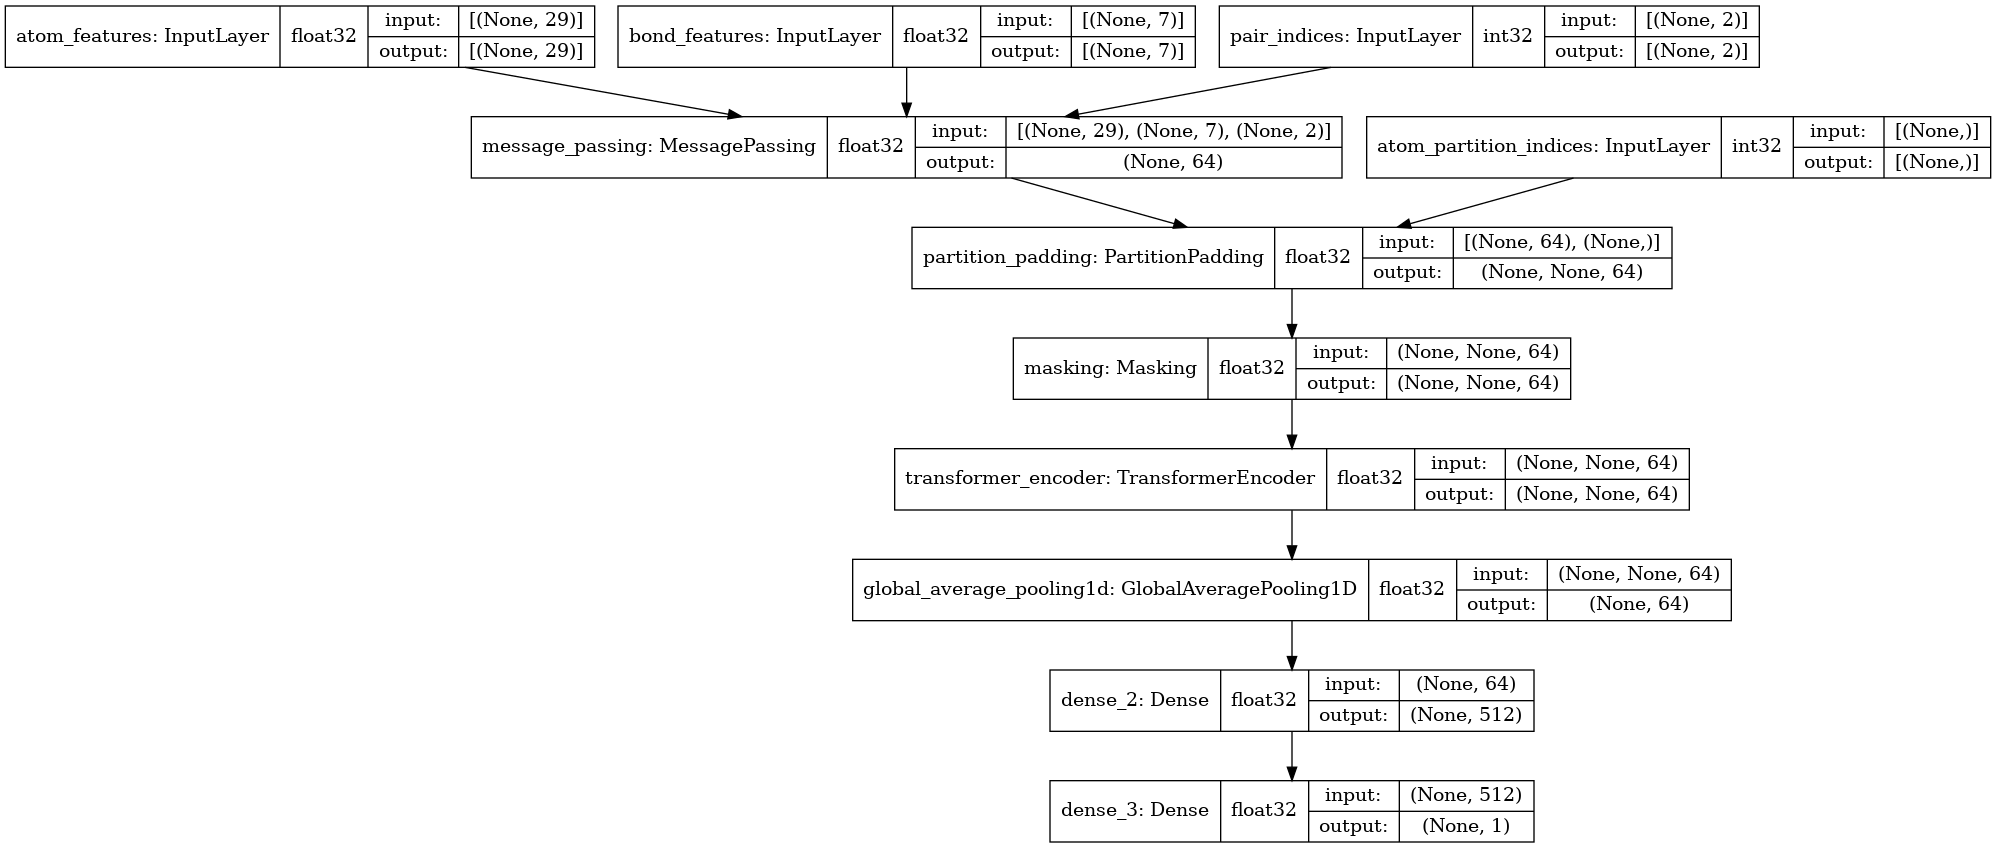 atom_features: InputLayer float32 input: [(None, 29)]
output: [(None, 29)]
bond_features: InputLayer float32 input: [(None, 7)]
output: [(None, 7)]
pair_indices: InputLayer int32 input: [(None, 2)]
output: [(None, 2)]
message_passing: MessagePassing float32 input: [(None, 29), (None, 7), (None, 2)]
output: (None, 64)
atom_partition_indices: InputLayer int32 input: [(None,)]
output: [(None,)]
partition_padding: PartitionPadding float32 input: [(None, 64), (None,)]
output: (None, None, 64)
masking: Masking float32 input: (None, None, 64)
output: (None, None, 64)
transformer_encoder: TransformerEncoder float32 input: (None, None, 64)
output: (None, None, 64)
global_average_pooling1d: GlobalAveragePooling1D float32 input: (None, None, 64)
output: (None, 64)
dense_2: Dense float32 input: (None, 64)
output: (None, 512)
dense_3: Dense float32 input: (None, 512)
output: (None, 1)